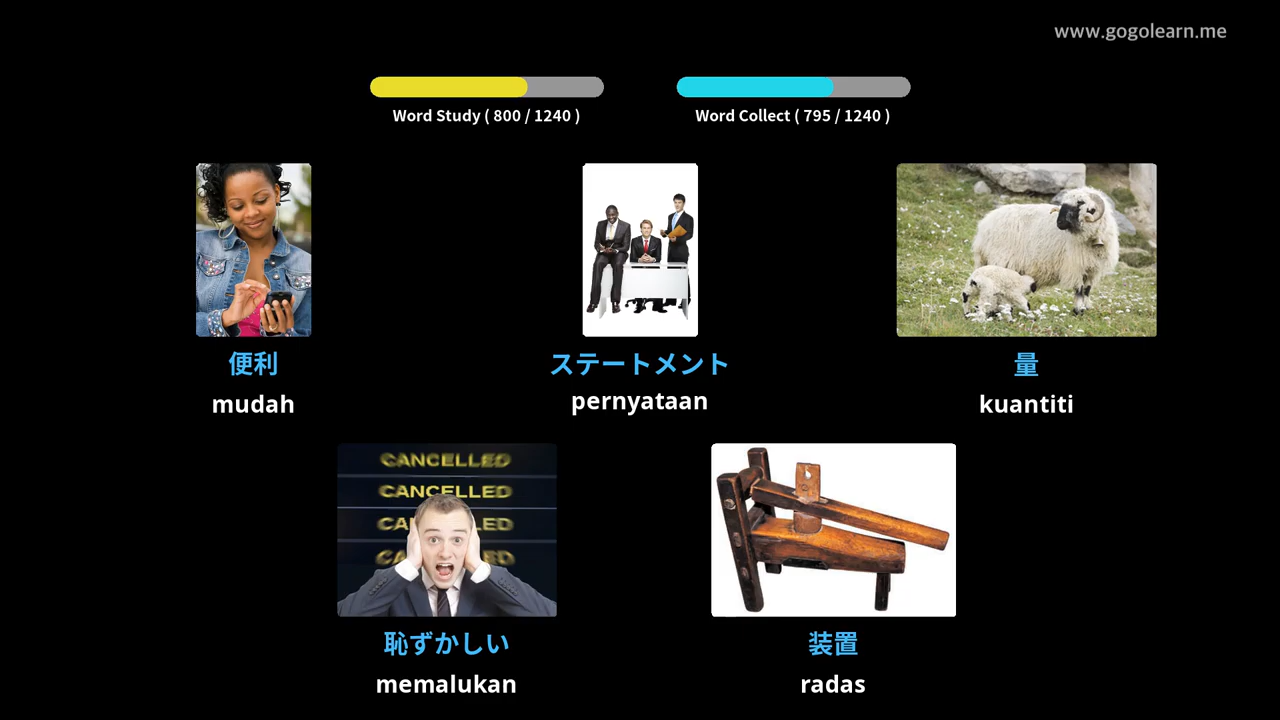 www.gogolearn.me
Word Study ( 800 / 1240 )
Word Collect ( 795 / 1240 )
便利
mudah
ステートメント
pernyataan
量
kuantiti
CANCELLED
CANCELLED
恥ずかしい
memalukan
装置
radas